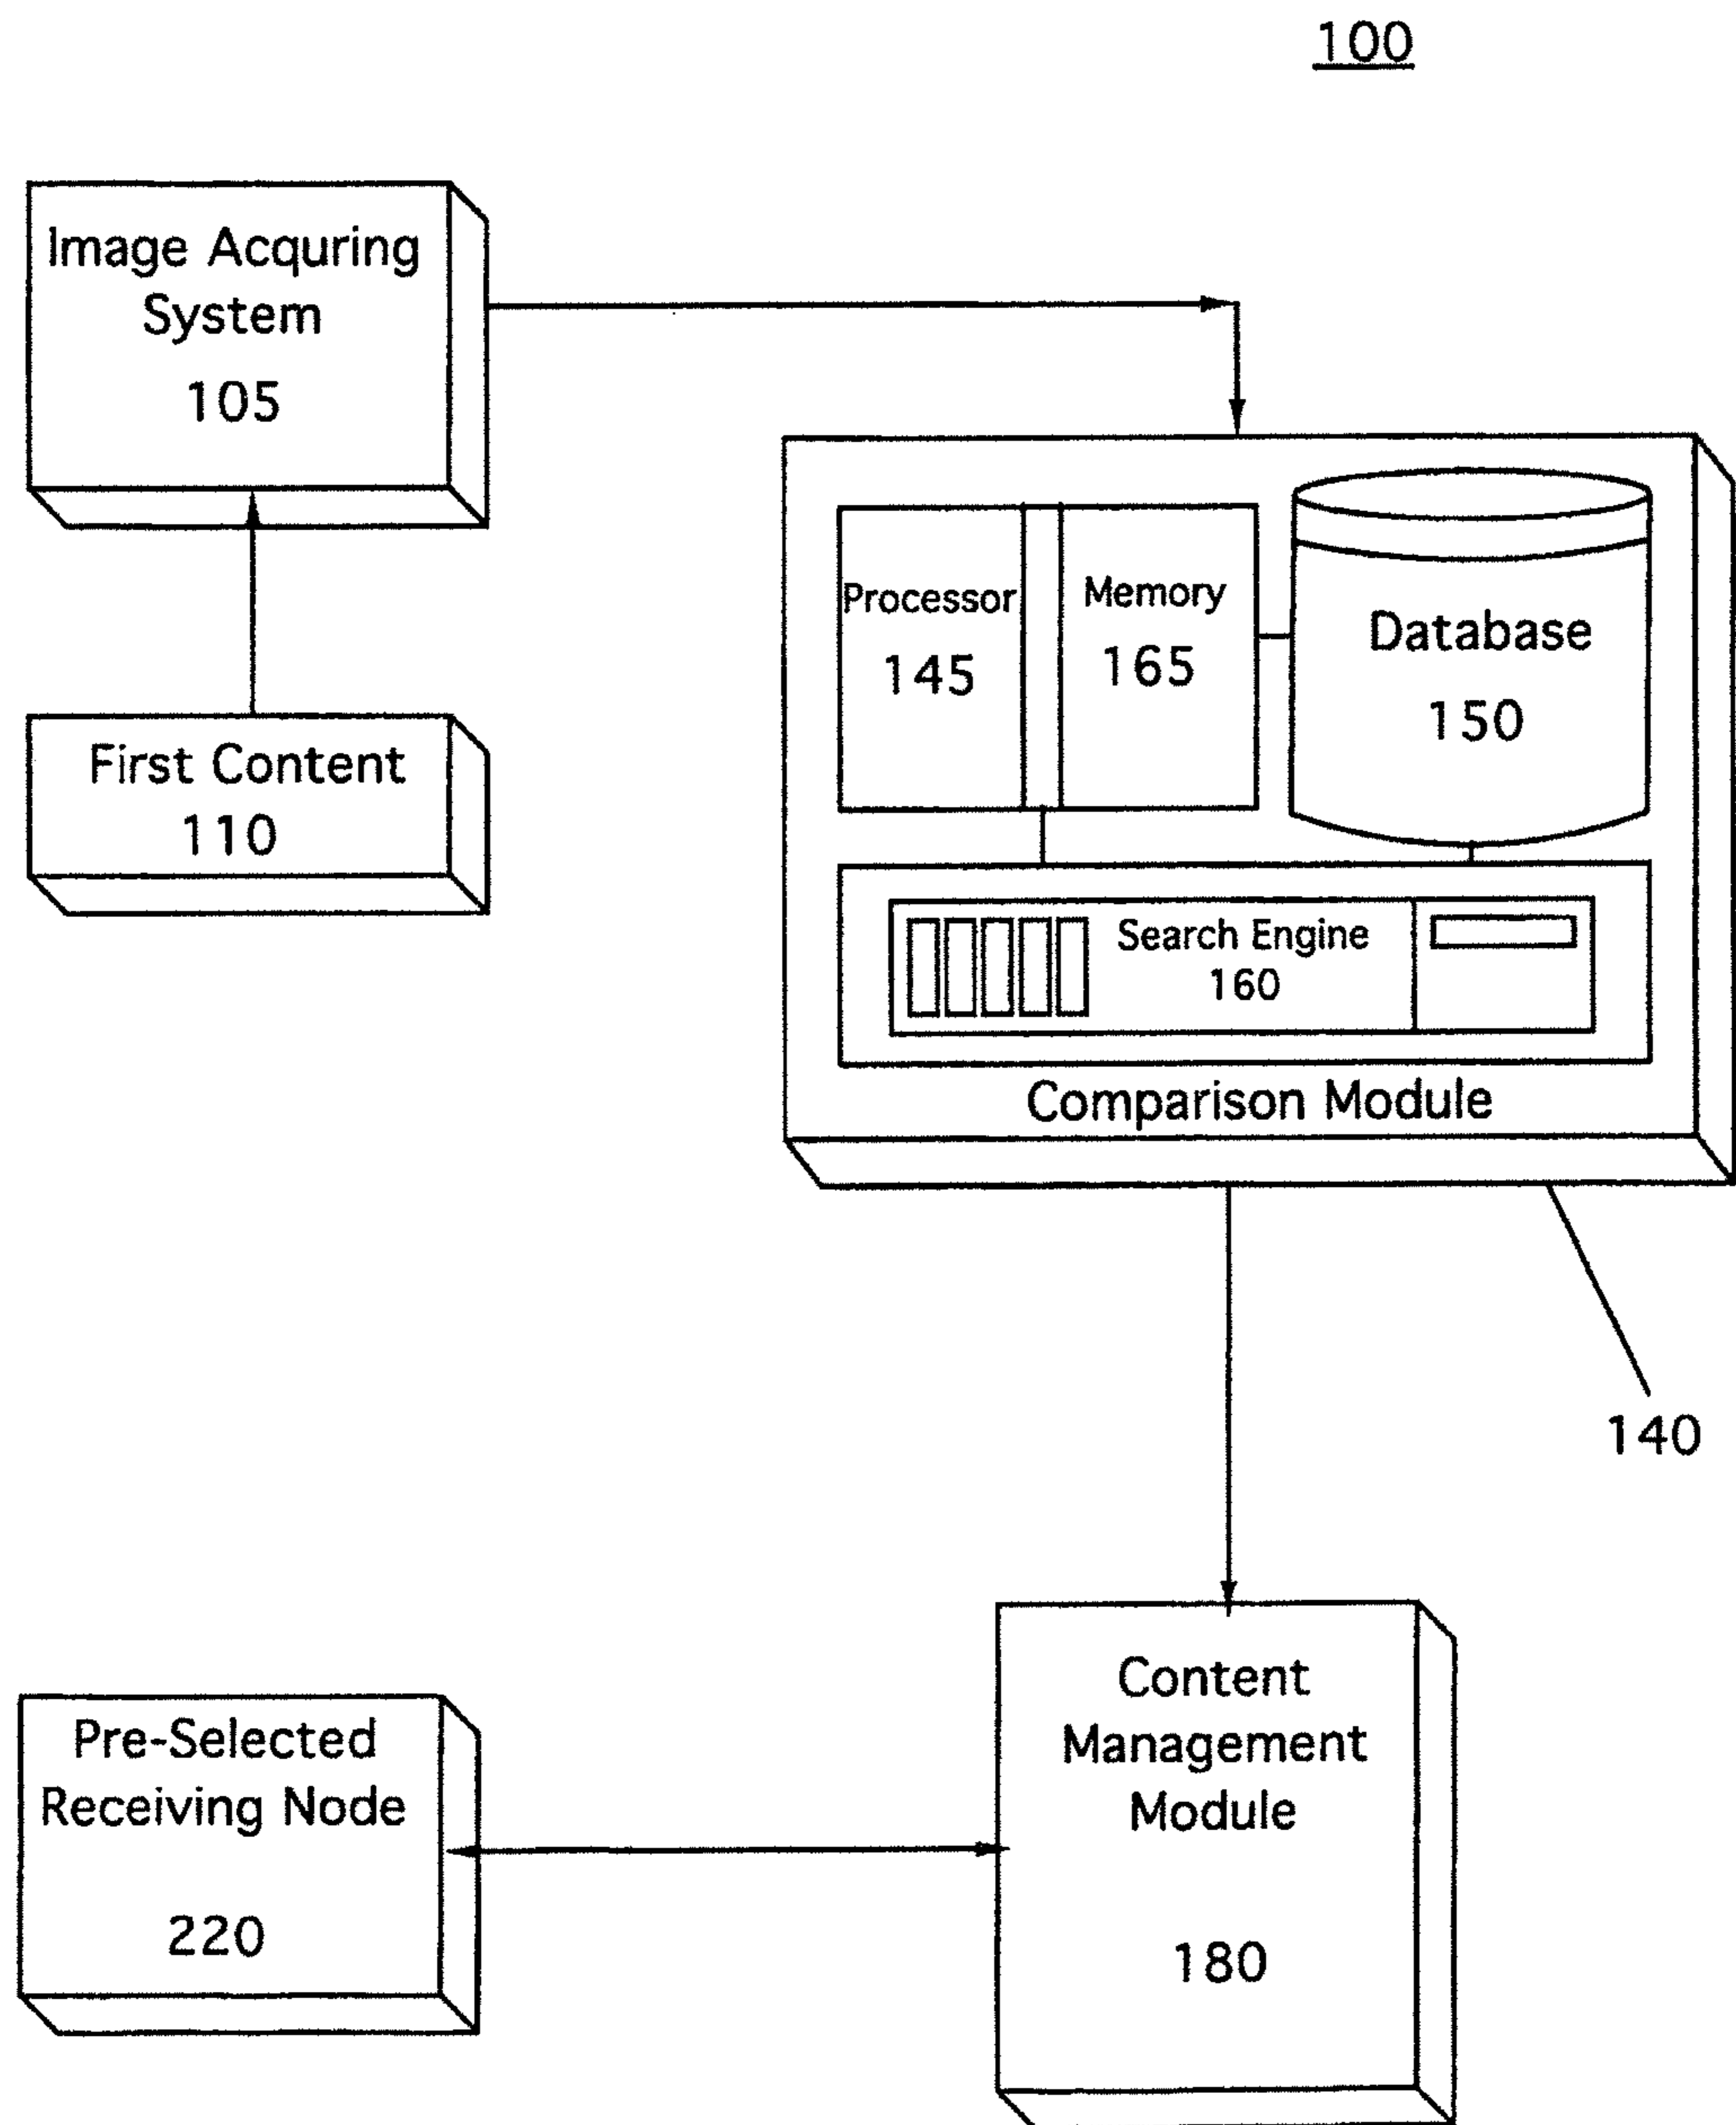 100
Image Acquring
System
105
First Content
110
Processor
145
Memory
165
Database
150
Search Engine
160
Comparison Module
140
Content
Management
Module
180
Pre-Selected
Receiving Node
220